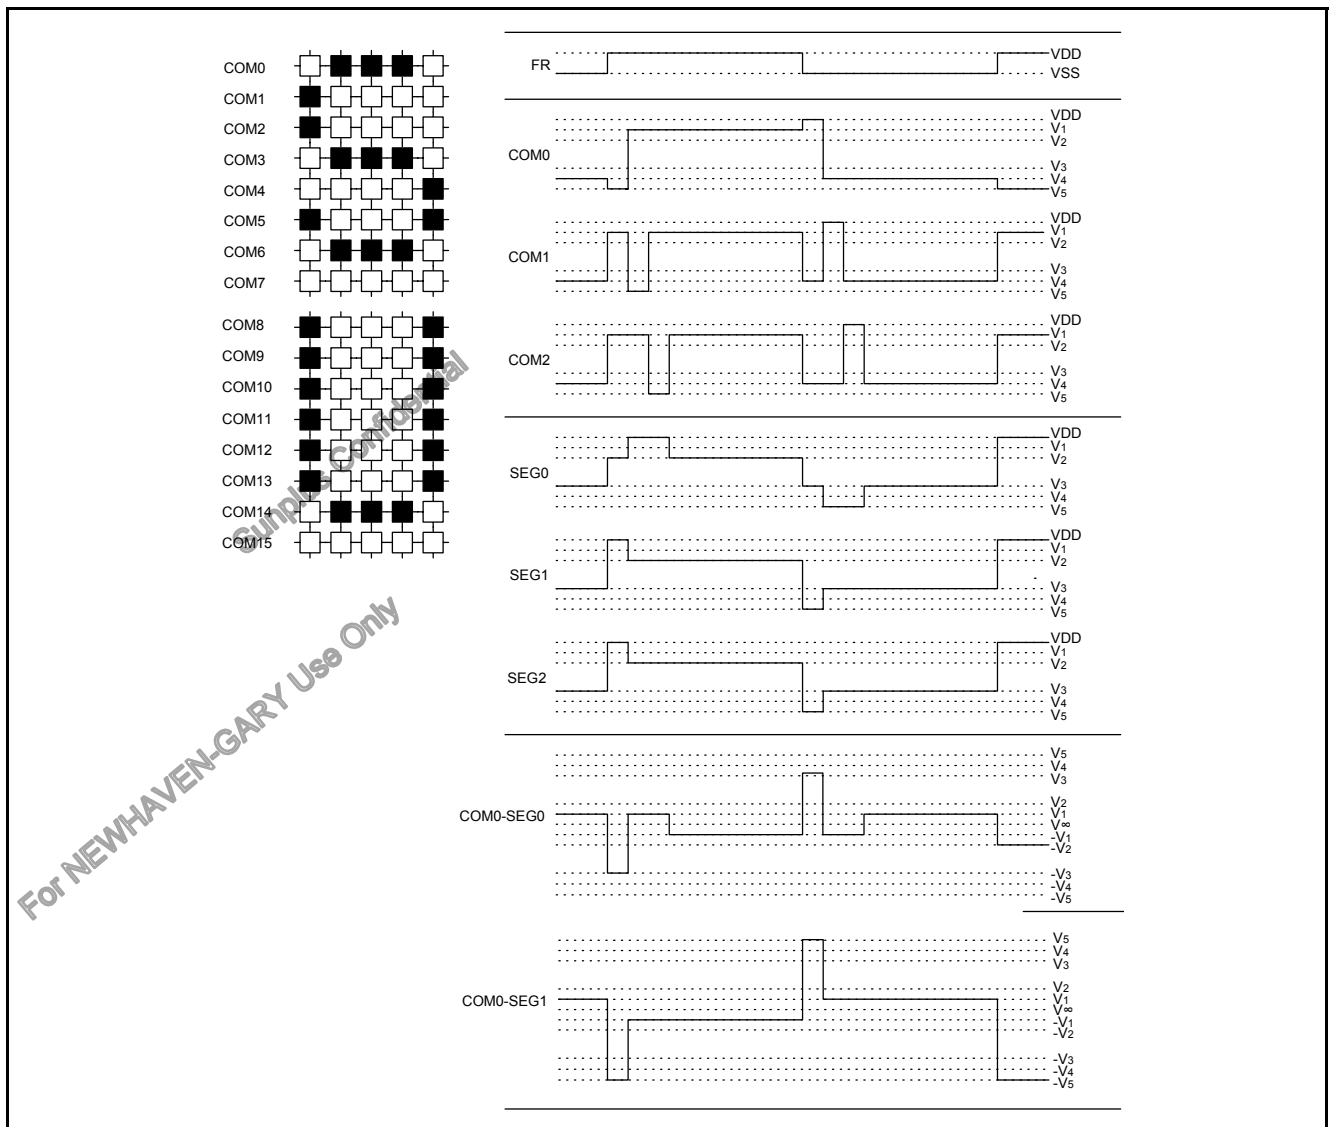 COM0
COM1
COM2
COM3
COM4
COM5
COM6
COM7
COM8
COM9
COM10
COM11
COM12
COM13
COM14
COM15
Sunplus Confidential
For NEWHAVEN-GARY Use Only
FR
VDD
VSS
COM0
VDD
V1
V2
V3
V4
V5
COM1
VDD
V1
V2
V3
V4
V5
COM2
VDD
V1
V2
V3
V4
V5
SEG0
VDD
V1
V2
V3
V4
V5
SEG1
VDD
V1
V2
V3
V4
V5
SEG2
VDD
V1
V2
V3
V4
V5
COM0-SEG0
V5
V4
V3
V2
V1
V∞
-V1
-V2
-V3
-V4
-V5
COM0-SEG1
V5
V4
V3
V2
V1
V∞
-V1
-V2
-V3
-V4
-V5